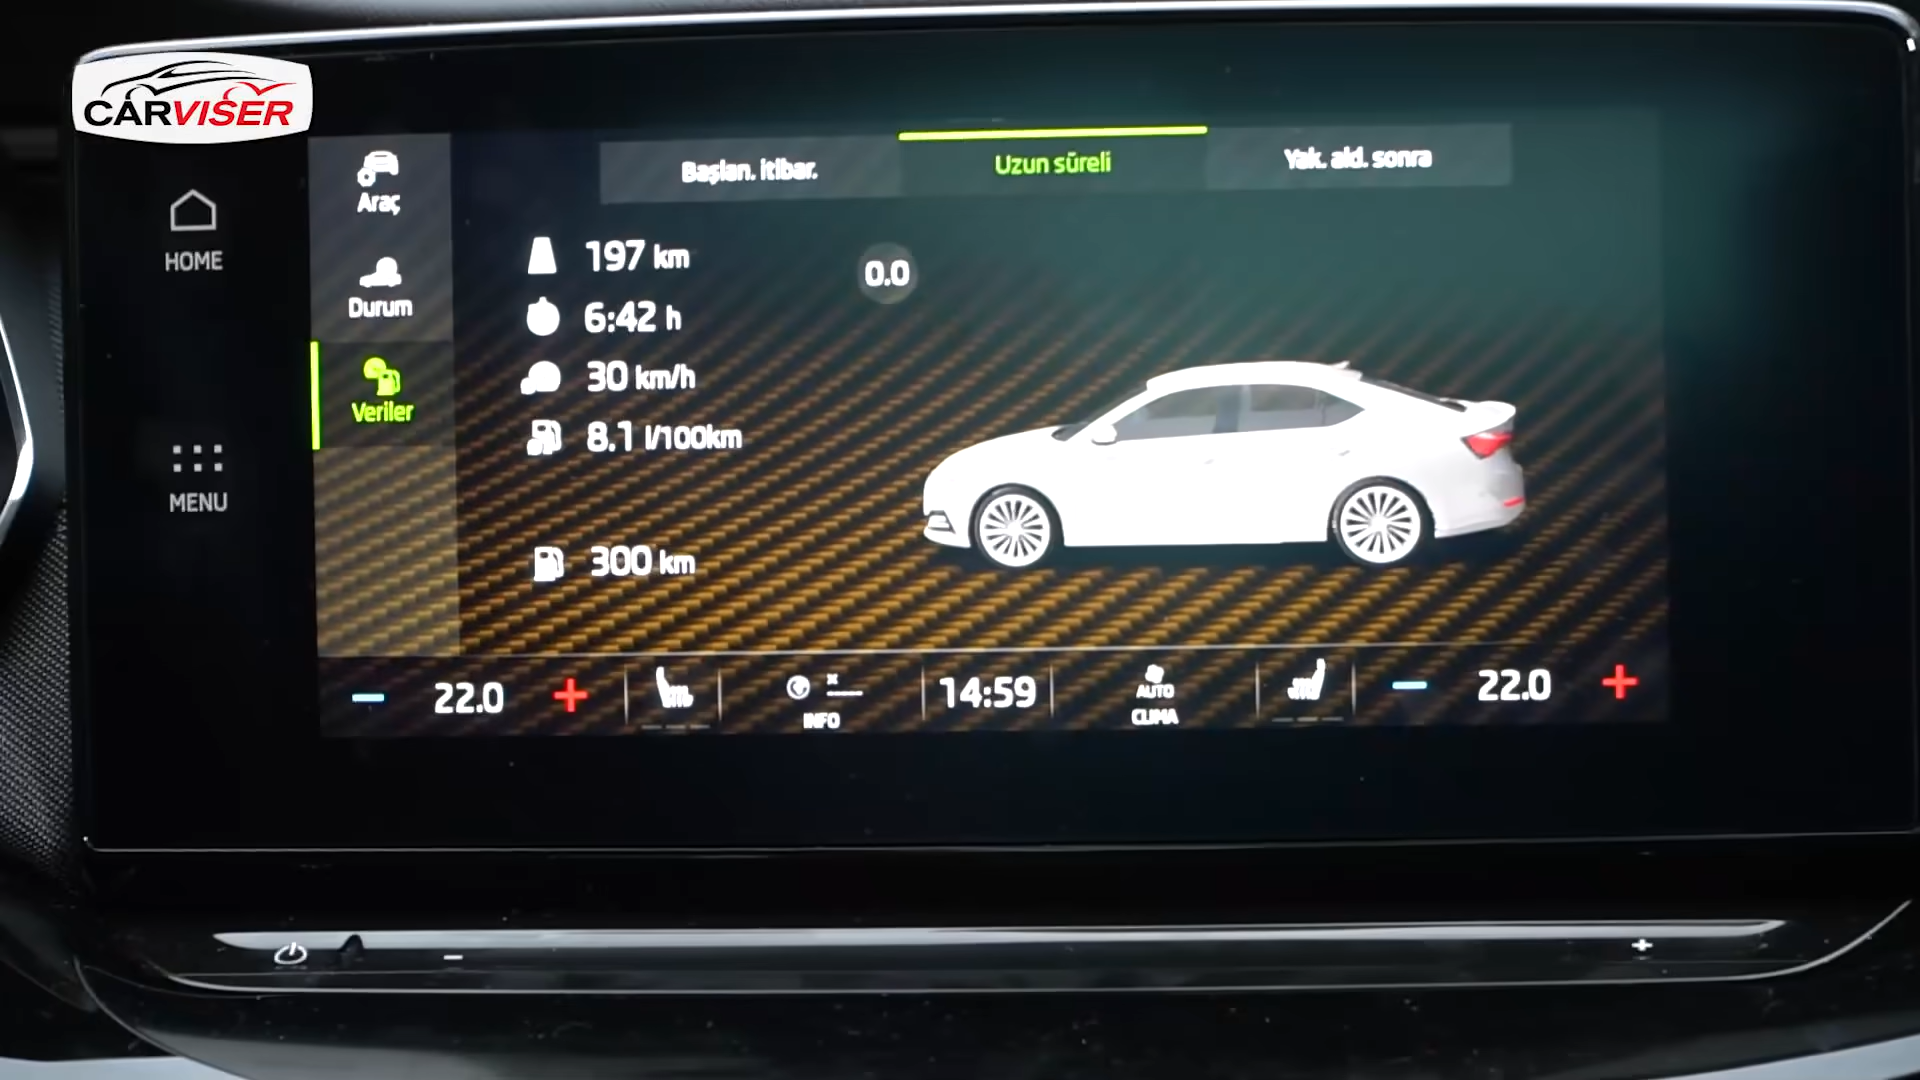 CARVISER
HOME
MENU
Araç
Durum
Veriler
Başlan. itibar.
Uzun süreli
Yak. ald. sonra
197 km
0.0
6:42 h
30 km/h
8.1 l/100km
300 km
22.0
INFO
14:59
AUTO
CLIMA
22.0